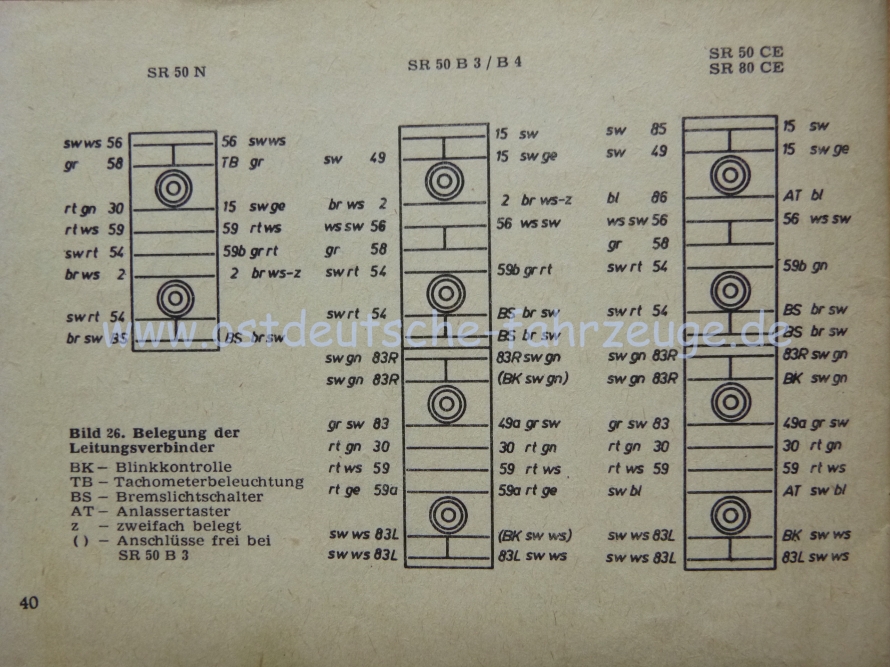 SR 50 N
SR 50 B 3 / B 4
SR 50 CE
SR 80 CE
sw ws 56 56 sw ws
gr 58 TB gr
rt gn 30 15 sw ge
rt ws 59 59 rt ws
sw rt 54 59b gr rt
br ws 2 2 br ws-z
sw rt 54
br sw BS BS br sw
15 sw
sw 49 15 sw ge
br ws 2 2 br ws-z
ws sw 56 56 ws sw
gr 58
sw rt 54 59b gr rt
sw rt 54 BS br sw
BS br sw
sw gn 83R 83R sw gn
sw gn 83R (BK sw gn)
gr sw 83 49a gr sw
rt gn 30 30 rt gn
rt ws 59 59 rt ws
rt ge 59a 59a rt ge
sw ws 83L (BK sw ws)
sw ws 83L 83L sw ws
sw 85 15 sw
sw 49 15 sw ge
bl 86 AT bl
ws sw 56 56 ws sw
gr 58
sw rt 54 59b gn
sw rt 54 BS br sw
BS br sw
sw gn 83R 83R sw gn
sw gn 83R BK sw gn
gr sw 83 49a gr sw
rt gn 30 30 rt gn
rt ws 59 59 rt ws
sw bl AT sw bl
sw ws 83L BK sw ws
sw ws 83L 83L sw ws
www.ostdeutsche-fahrzeuge.de
Bild 26. Belegung der
Leitungsverbinder
BK – Blinkkontrolle
TB – Tachometerbeleuchtung
BS – Bremslichtschalter
AT – Anlassertaster
z – zweifach belegt
( ) – Anschlüsse frei bei
SR 50 B 3
40